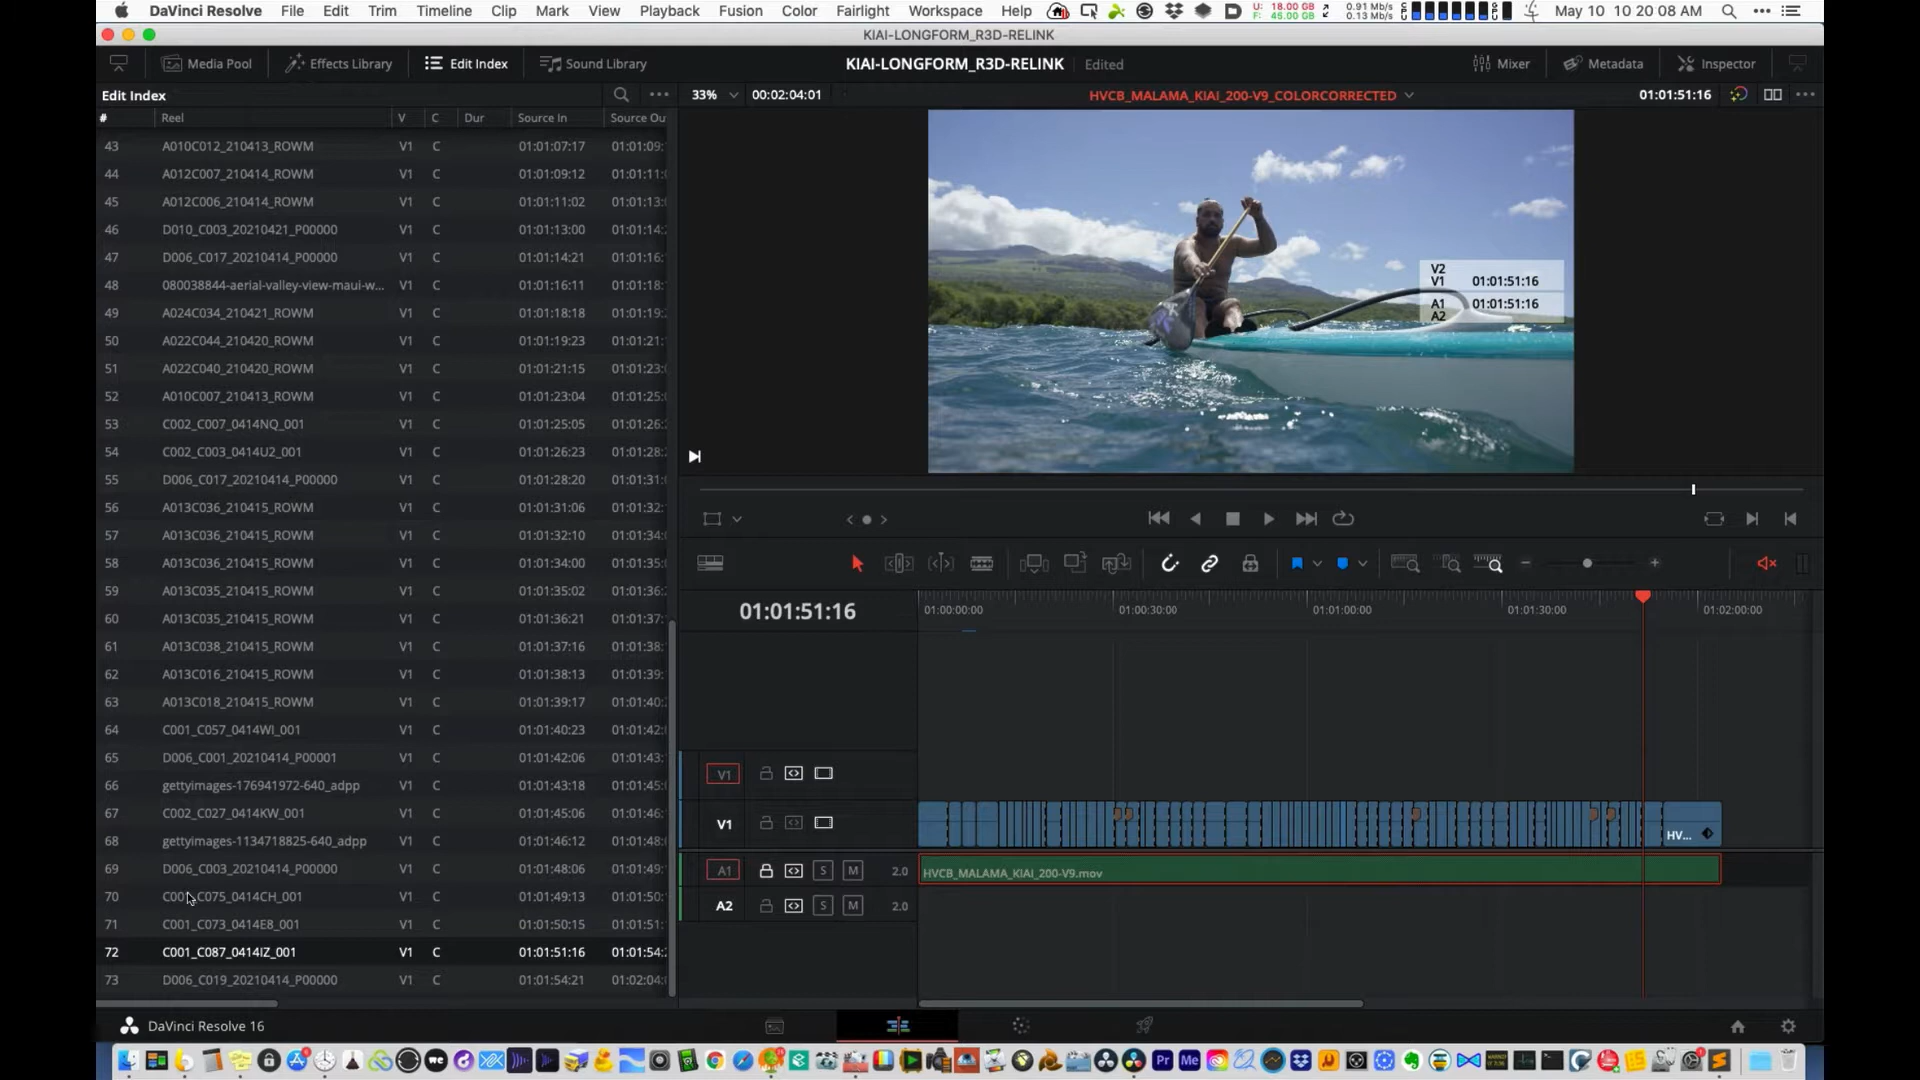 DaVinci Resolve File Edit Trim Timeline Clip Mark View Playback Fusion Color Fairlight Workspace Help U: 18.00 GB F: 45.00 GB 0.91 Mb/s 0.13 Mb/s May 10 10 20 08 AM
KIAI-LONGFORM_R3D-RELINK
Media Pool Effects Library Edit Index Sound Library KIAI-LONGFORM_R3D-RELINK Edited Mixer Metadata Inspector
Edit Index 33% 00:02:04:01 HVCB_MALAMA_KIAI_200-V9_COLORCORRECTED 01:01:51:16
# Reel V C Dur Source In Source Ou
43 A010C012_210413_ROWM V1 C 01:01:07:17 01:01:09:
44 A012C007_210414_ROWM V1 C 01:01:09:12 01:01:11:
45 A012C006_210414_ROWM V1 C 01:01:11:02 01:01:13:
46 D010_C003_20210421_P00000 V1 C 01:01:13:00 01:01:14:
47 D006_C017_20210414_P00000 V1 C 01:01:14:21 01:01:16:
48 080038844-aerial-valley-view-maui-w... V1 C 01:01:16:11 01:01:18:
49 A024C034_210421_ROWM V1 C 01:01:18:18 01:01:19:
50 A022C044_210420_ROWM V1 C 01:01:19:23 01:01:21:
51 A022C040_210420_ROWM V1 C 01:01:21:15 01:01:23:
52 A010C007_210413_ROWM V1 C 01:01:23:04 01:01:25:
53 C002_C007_0414NQ_001 V1 C 01:01:25:05 01:01:26:
54 C002_C003_0414U2_001 V1 C 01:01:26:23 01:01:28:
55 D006_C017_20210414_P00000 V1 C 01:01:28:20 01:01:31:
56 A013C036_210415_ROWM V1 C 01:01:31:06 01:01:32:
57 A013C036_210415_ROWM V1 C 01:01:32:10 01:01:34:
58 A013C036_210415_ROWM V1 C 01:01:34:00 01:01:35:
59 A013C035_210415_ROWM V1 C 01:01:35:02 01:01:36:
60 A013C035_210415_ROWM V1 C 01:01:36:21 01:01:37:
61 A013C038_210415_ROWM V1 C 01:01:37:16 01:01:38:
62 A013C016_210415_ROWM V1 C 01:01:38:13 01:01:39:
63 A013C018_210415_ROWM V1 C 01:01:39:17 01:01:40:
64 C001_C057_0414WI_001 V1 C 01:01:40:23 01:01:42:
65 D006_C001_20210414_P00001 V1 C 01:01:42:06 01:01:43:
66 gettyimages-176941972-640_adpp V1 C 01:01:43:18 01:01:45:
67 C002_C027_0414KW_001 V1 C 01:01:45:06 01:01:46:
68 gettyimages-1134718825-640_adpp V1 C 01:01:46:12 01:01:48:
69 D006_C003_20210414_P00000 V1 C 01:01:48:06 01:01:49:
70 C001_C075_0414CH_001 V1 C 01:01:49:13 01:01:50:
71 C001_C073_0414E8_001 V1 C 01:01:50:15 01:01:51:
72 C001_C087_0414IZ_001 V1 C 01:01:51:16 01:01:54:
73 D006_C019_20210414_P00000 V1 C 01:01:54:21 01:02:04:
V2
V1 01:01:51:16
A1 01:01:51:16
A2
01:01:51:16 01:00:00:00 01:00:30:00 01:01:00:00 01:01:30:00 01:02:00:00
V1
V1 HV...
A1 S M 2.0 HVCB_MALAMA_KIAI_200-V9.mov
A2 S M 2.0
DaVinci Resolve 16
Pr Me